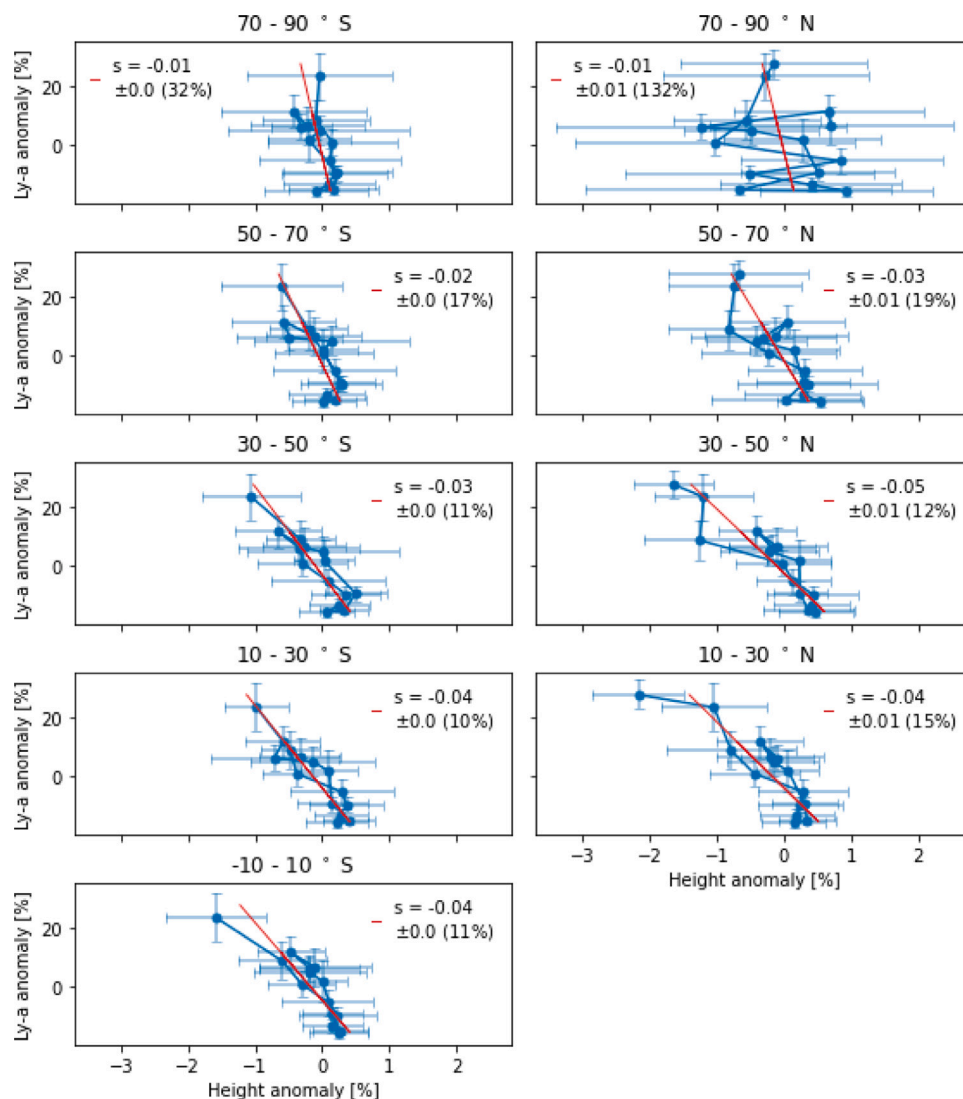 70 - 90 ° S
Ly-a anomaly [%]
20
0
s = -0.01
±0.0 (32%)
70 - 90 ° N
s = -0.01
±0.01 (132%)
50 - 70 ° S
Ly-a anomaly [%]
20
0
s = -0.02
±0.0 (17%)
50 - 70 ° N
s = -0.03
±0.01 (19%)
30 - 50 ° S
Ly-a anomaly [%]
20
0
s = -0.03
±0.0 (11%)
30 - 50 ° N
s = -0.05
±0.01 (12%)
10 - 30 ° S
Ly-a anomaly [%]
20
0
s = -0.04
±0.0 (10%)
10 - 30 ° N
s = -0.04
±0.01 (15%)
−3 −2 −1 0 1 2
Height anomaly [%]
-10 - 10 ° S
Ly-a anomaly [%]
20
0
s = -0.04
±0.0 (11%)
−3 −2 −1 0 1 2
Height anomaly [%]